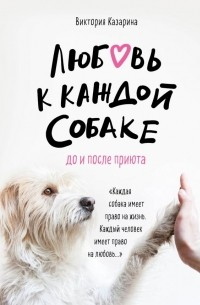 Виктория Казарина
ЛЮБОВЬ
К КАЖДОЙ
СОБАКЕ
до и после приюта
«Каждая
собака имеет
право на жизнь.
Каждый человек
имеет право
на любовь...»